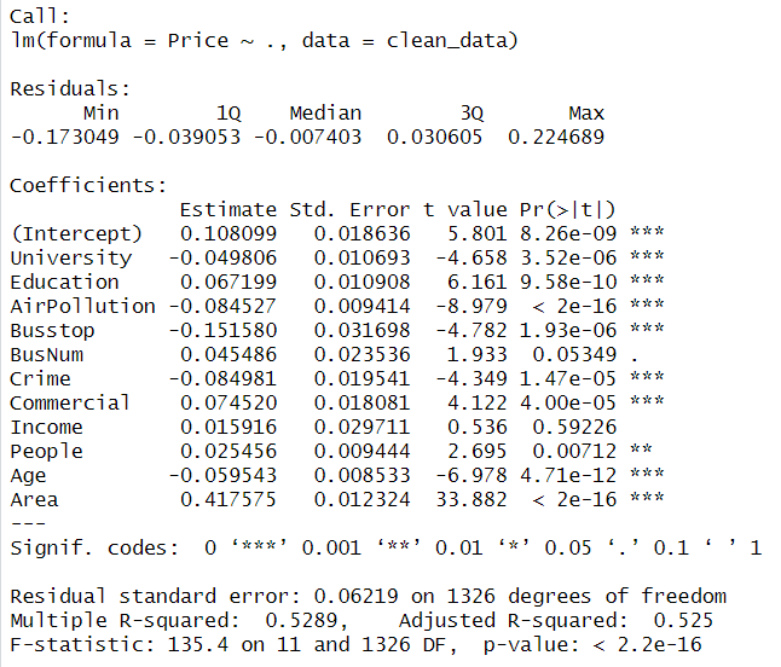 Call:
lm(formula = Price ~ ., data = clean_data)
Residuals:
Min 1Q Median 3Q Max
-0.173049 -0.039053 -0.007403 0.030605 0.224689
Coefficients:
Estimate Std. Error t value Pr(>|t|)
(Intercept) 0.108099 0.018636 5.801 8.26e-09 ***
University -0.049806 0.010693 -4.658 3.52e-06 ***
Education 0.067199 0.010908 6.161 9.58e-10 ***
AirPollution -0.084527 0.009414 -8.979 < 2e-16 ***
Busstop -0.151580 0.031698 -4.782 1.93e-06 ***
BusNum 0.045486 0.023536 1.933 0.05349 .
Crime -0.084981 0.019541 -4.349 1.47e-05 ***
Commercial 0.074520 0.018081 4.122 4.00e-05 ***
Income 0.015916 0.029711 0.536 0.59226
People 0.025456 0.009444 2.695 0.00712 **
Age -0.059543 0.008533 -6.978 4.71e-12 ***
Area 0.417575 0.012324 33.882 < 2e-16 ***
---
Signif. codes: 0 ‘***’ 0.001 ‘**’ 0.01 ‘*’ 0.05 ‘.’ 0.1 ‘ ’ 1
Residual standard error: 0.06219 on 1326 degrees of freedom
Multiple R-squared: 0.5289, Adjusted R-squared: 0.525
F-statistic: 135.4 on 11 and 1326 DF, p-value: < 2.2e-16